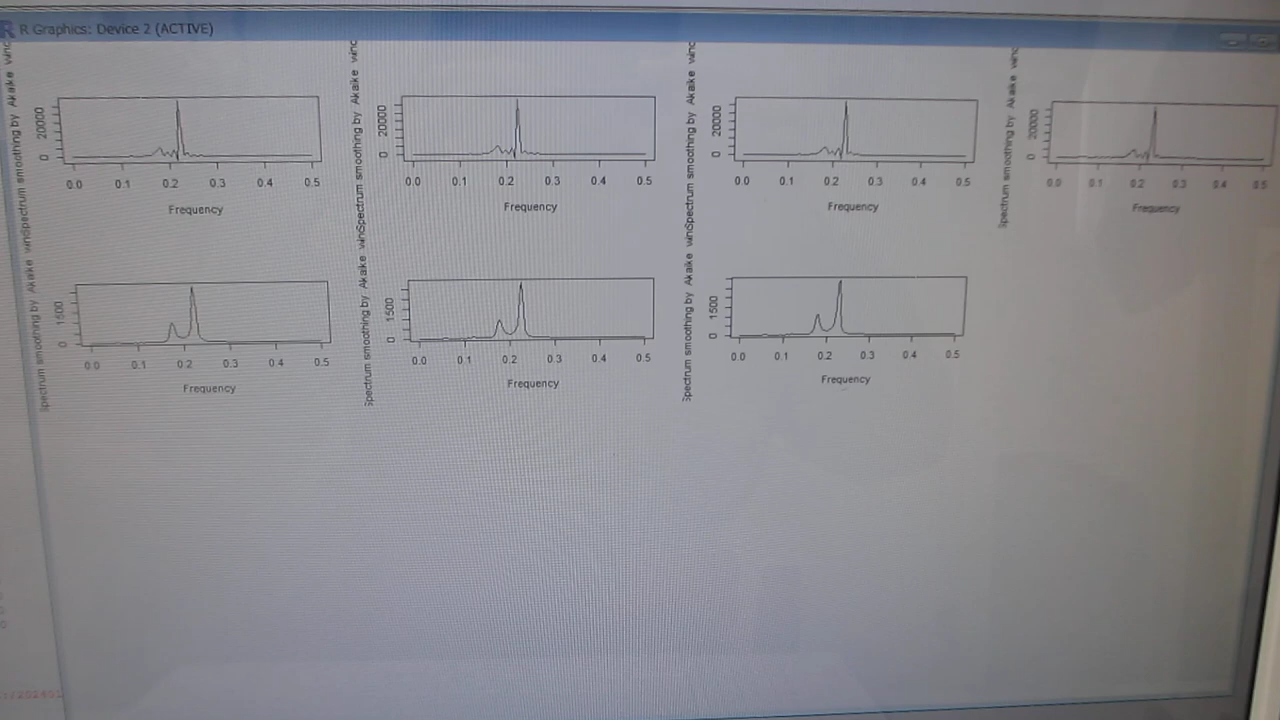 R Graphics: Device 2 (ACTIVE)
Spectrum smoothing by Akaike
20000
0
0.0 0.1 0.2 0.3 0.4 0.5
Frequency
Spectrum smoothing by Akaike
20000
0
0.0 0.1 0.2 0.3 0.4 0.5
Frequency
Spectrum smoothing by Akaike
20000
0
0.0 0.1 0.2 0.3 0.4 0.5
Frequency
Spectrum smoothing by Akaike
20000
0
0.0 0.1 0.2 0.3 0.4 0.5
Frequency
Spectrum smoothing by Akaike
1500
0
0.0 0.1 0.2 0.3 0.4 0.5
Frequency
Spectrum smoothing by Akaike
1500
0
0.0 0.1 0.2 0.3 0.4 0.5
Frequency
Spectrum smoothing by Akaike
1500
0
0.0 0.1 0.2 0.3 0.4 0.5
Frequency